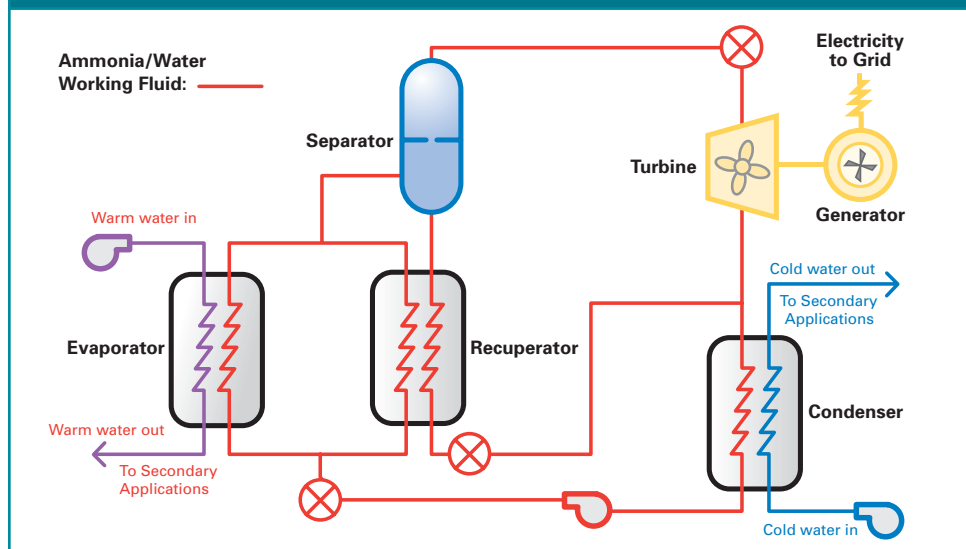 Ammonia/Water
Working Fluid:
Electricity
to Grid
Separator
Turbine
Generator
Warm water in
Cold water out
To Secondary
Applications
Evaporator
Recuperator
Condenser
Warm water out
To Secondary
Applications
Cold water in